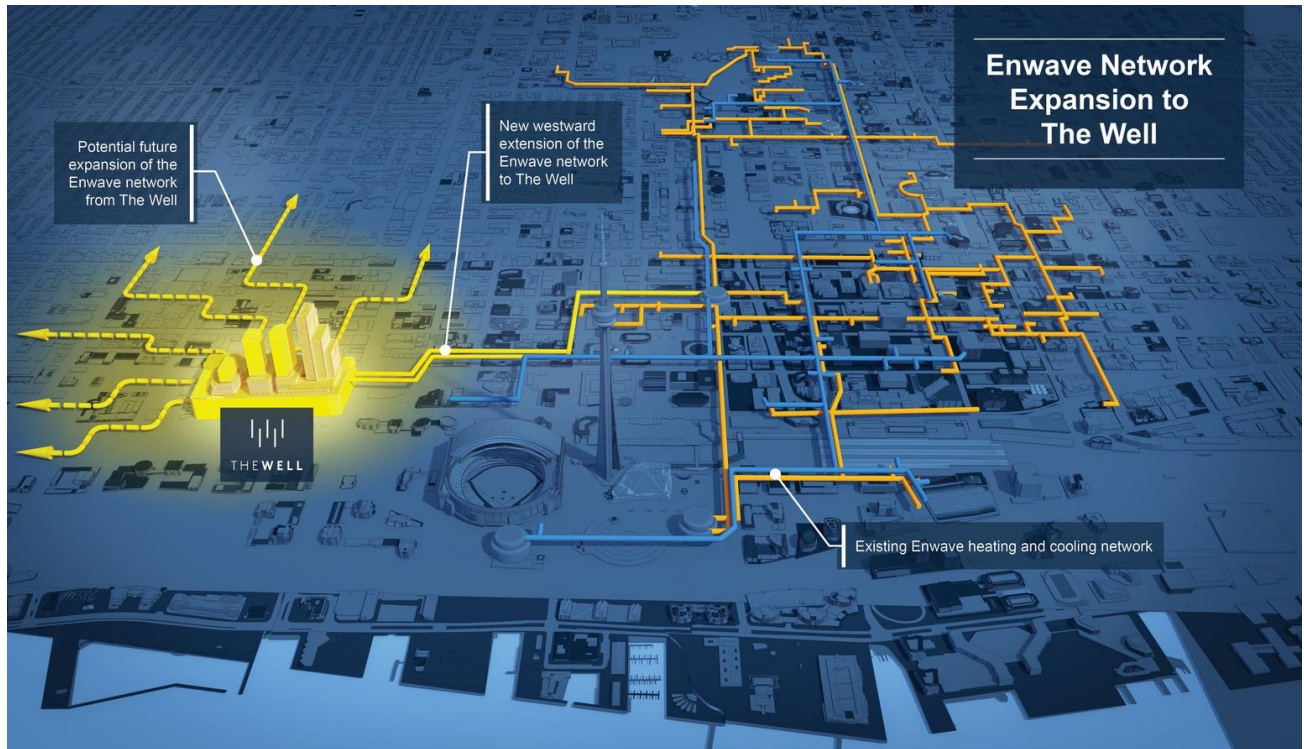 Enwave Network
Expansion to
The Well
Potential future
expansion of the
Enwave network
from The Well
New westward
extension of the
Enwave network
to The Well
THEWELL
Existing Enwave heating and cooling network